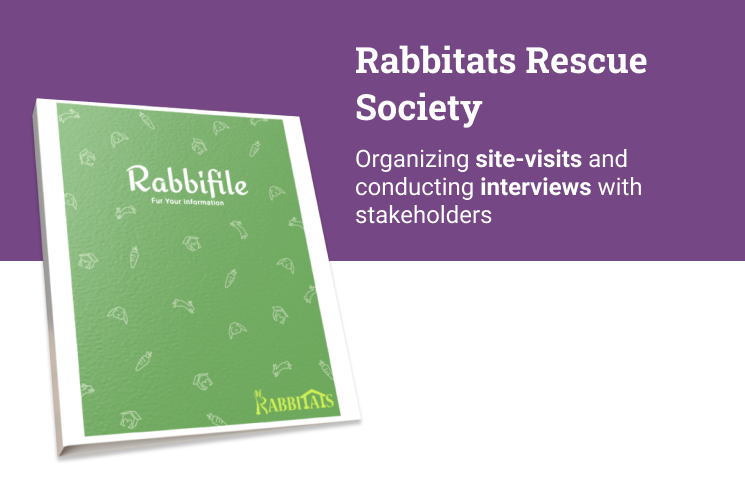 Rabbitats Rescue
Society
Organizing site-visits and
conducting interviews with
stakeholders
Rabbifile
Fur Your Information
RABBITATS